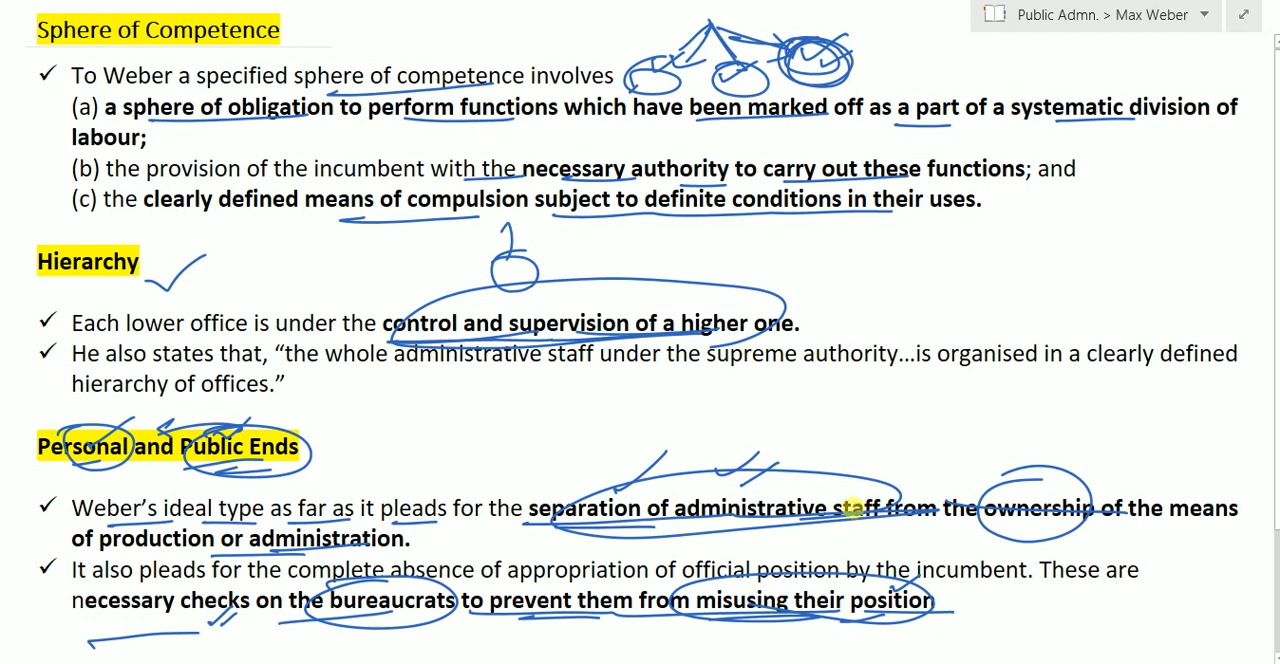 Public Admn. > Max Weber
Sphere of Competence
✓ To Weber a specified sphere of competence involves
(a) a sphere of obligation to perform functions which have been marked off as a part of a systematic division of
labour;
(b) the provision of the incumbent with the necessary authority to carry out these functions; and
(c) the clearly defined means of compulsion subject to definite conditions in their uses.
Hierarchy
✓ Each lower office is under the control and supervision of a higher one.
✓ He also states that, “the whole administrative staff under the supreme authority...is organised in a clearly defined
hierarchy of offices.”
Personal and Public Ends
✓ Weber’s ideal type as far as it pleads for the separation of administrative staff from the ownership of the means
of production or administration.
✓ It also pleads for the complete absence of appropriation of official position by the incumbent. These are
necessary checks on the bureaucrats to prevent them from misusing their position